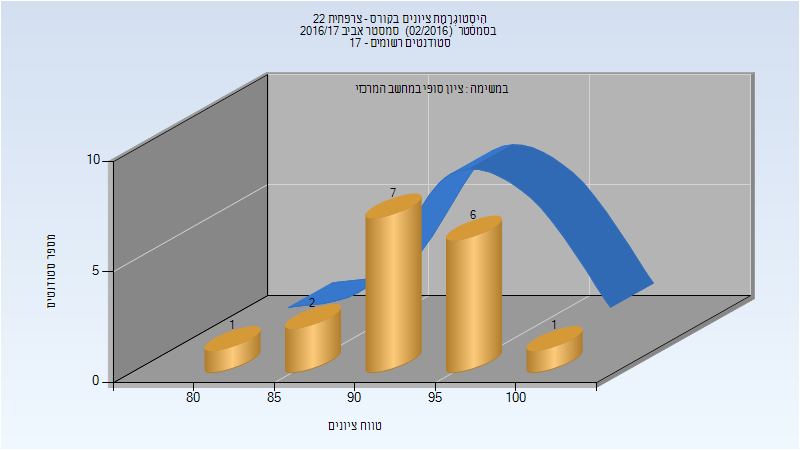 היסטוגרמת ציונים בקורס - צרפתית 22
בסמסטר (02/2016) סמסטר אביב 2016/17
סטודנטים רשומים - 17
במשימה : ציון סופי במחשב המרכזי
10
5
0
מספר סטודנטים
1
2
7
6
1
80
85
90
95
100
טווח ציונים